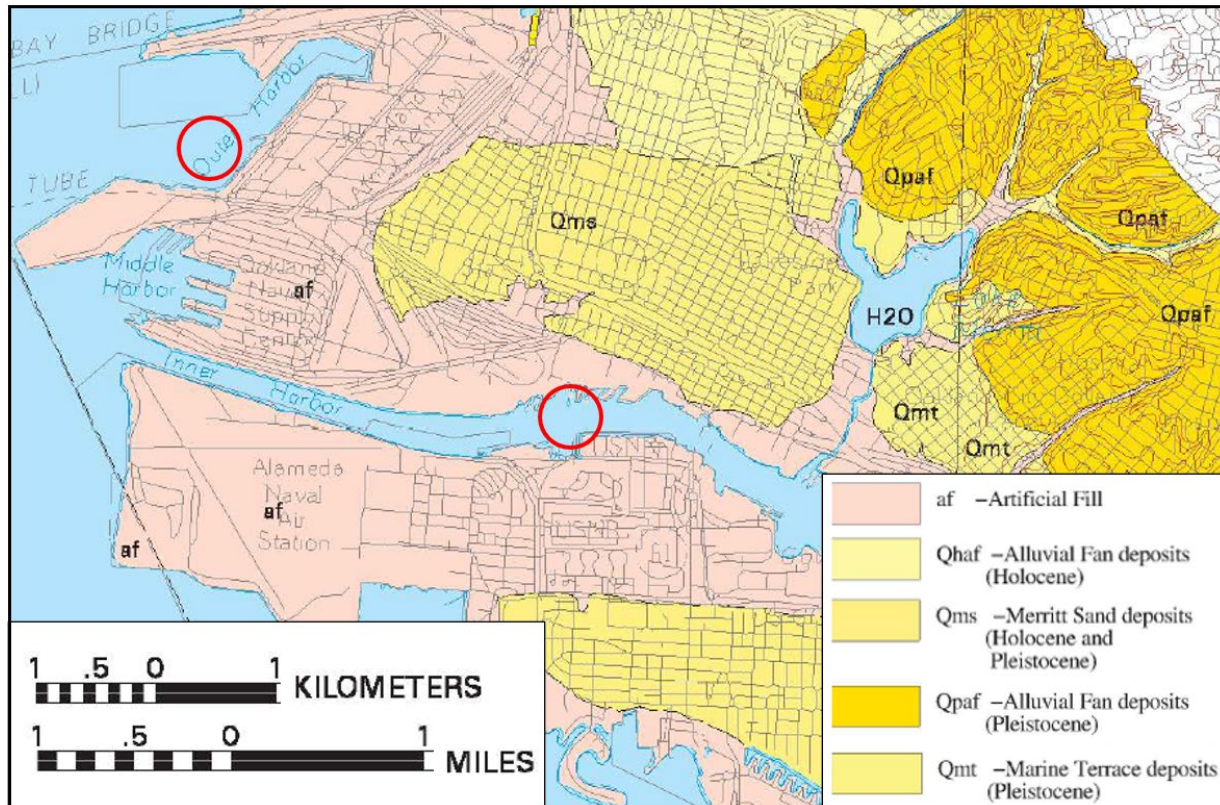 BAY BRIDGE
Outer Harbor
TUBE
Qpaf
Qpaf
Qms
Park
Middle
Harbor
Oakland
Naval
af
Supply
Center
H2O
Qpaf
Inner Harbor
Qmt
Qmt
Alameda
Naval
af
Air
Station
af
af –Artificial Fill
Qhaf –Alluvial Fan deposits
(Holocene)
Qms –Merritt Sand deposits
(Holocene and
Pleistocene)
Qpaf –Alluvial Fan deposits
(Pleistocene)
Qmt –Marine Terrace deposits
(Pleistocene)
1 .5 0 1
KILOMETERS
1 .5 0 1
MILES